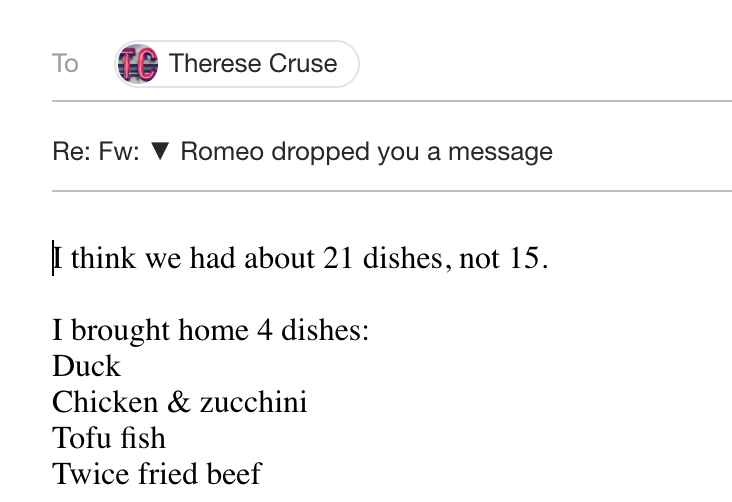 To TC Therese Cruse
Re: Fw: ▼ Romeo dropped you a message
I think we had about 21 dishes, not 15.
I brought home 4 dishes:
Duck
Chicken & zucchini
Tofu fish
Twice fried beef